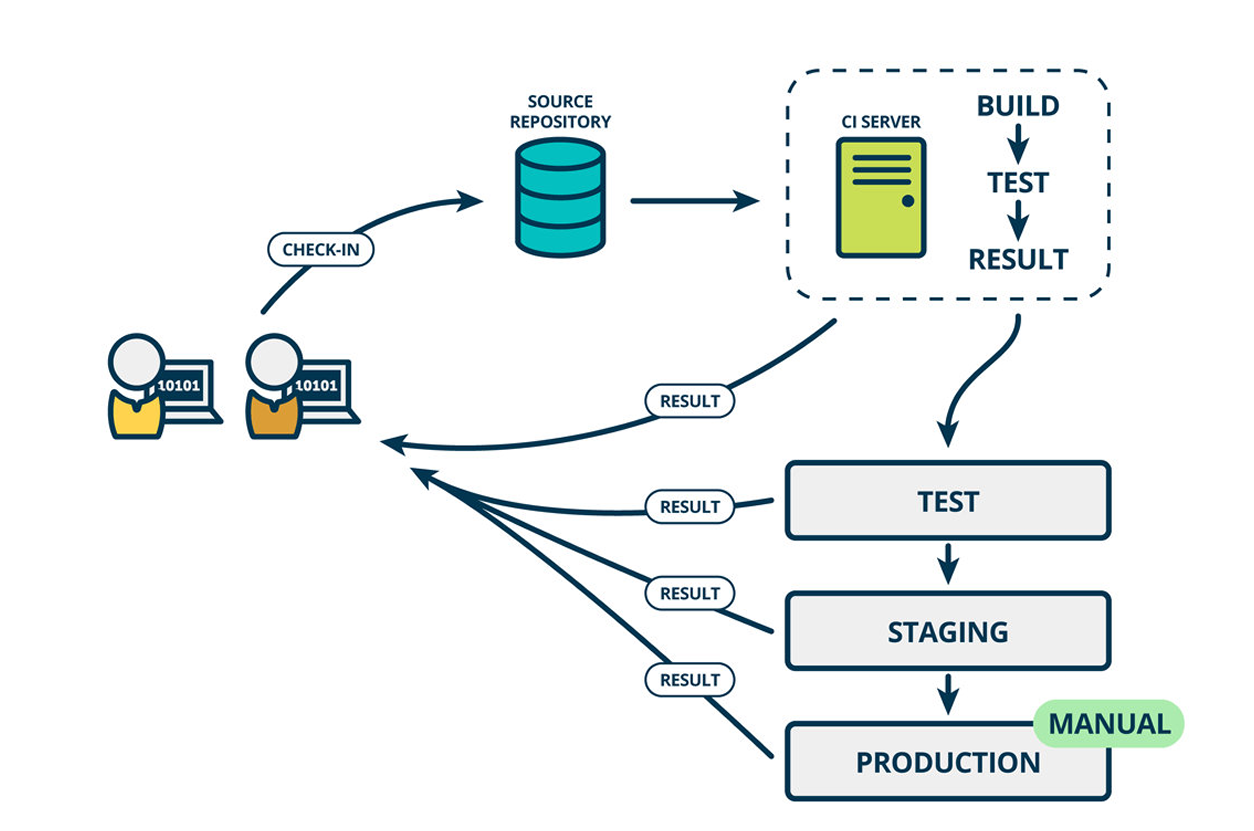 SOURCE
REPOSITORY
CI SERVER
BUILD
TEST
RESULT
CHECK-IN
10101
10101
RESULT
RESULT
TEST
RESULT
STAGING
RESULT
MANUAL
PRODUCTION